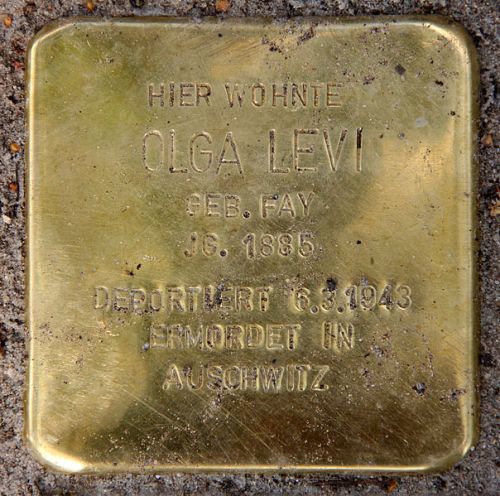 HIER WOHNTE
OLGA LEVI
GEB. FAY
JG. 1885
DEPORTIERT 6.3.1943
ERMORDET IN
AUSCHWITZ